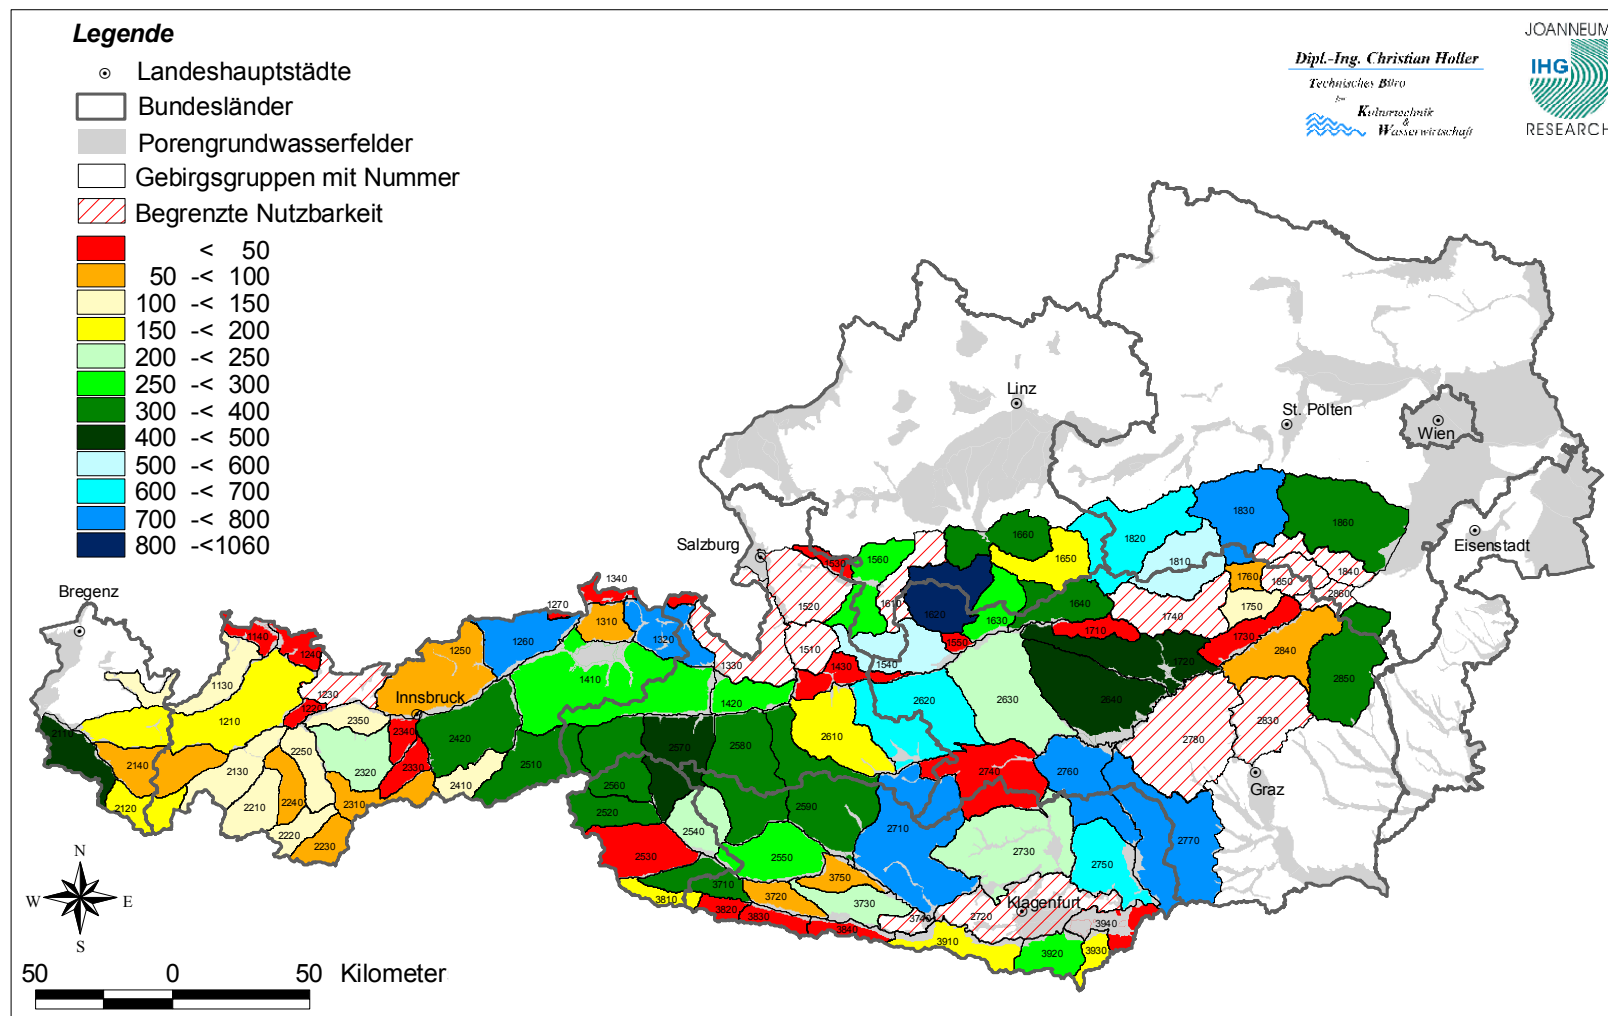 Legende
Landeshauptstädte
Bundesländer
Porengrundwasserfelder
Gebirgsgruppen mit Nummer
Begrenzte Nutzbarkeit
< 50
50 -< 100
100 -< 150
150 -< 200
200 -< 250
250 -< 300
300 -< 400
400 -< 500
500 -< 600
600 -< 700
700 -< 800
800 -<1060
Dipl.-Ing. Christian Holler
Technisches Büro
für
Kulturtechnik
&
Wasserwirtschaft
JOANNEUM
IHG
RESEARCH
Linz
St. Pölten
Wien
Eisenstadt
Salzburg
Bregenz
Innsbruck
Graz
Klagenfurt
1830
1860
1820
1660
1650
1810
1560
1530
1840
1850
1760
2860
1340
1270
1310
1320
1520
1610
1620
1630
1640
1740
1750
1140
1240
1250
1260
1330
1510
1540
1550
1710
1730
1130
1230
1410
1430
1720
2840
2850
1210
1220
2350
1420
2620
2630
2640
2830
2110
2140
2130
2250
2340
2420
2570
2580
2610
2780
2120
2210
2240
2320
2330
2310
2410
2510
2560
2520
2590
2740
2760
2220
2230
2530
2540
2550
2710
2730
2750
2770
3710
3750
3720
3730
3810
3820
3830
3840
3740
2720
3940
3910
3920
3930
N
W E
S
50 0 50 Kilometer